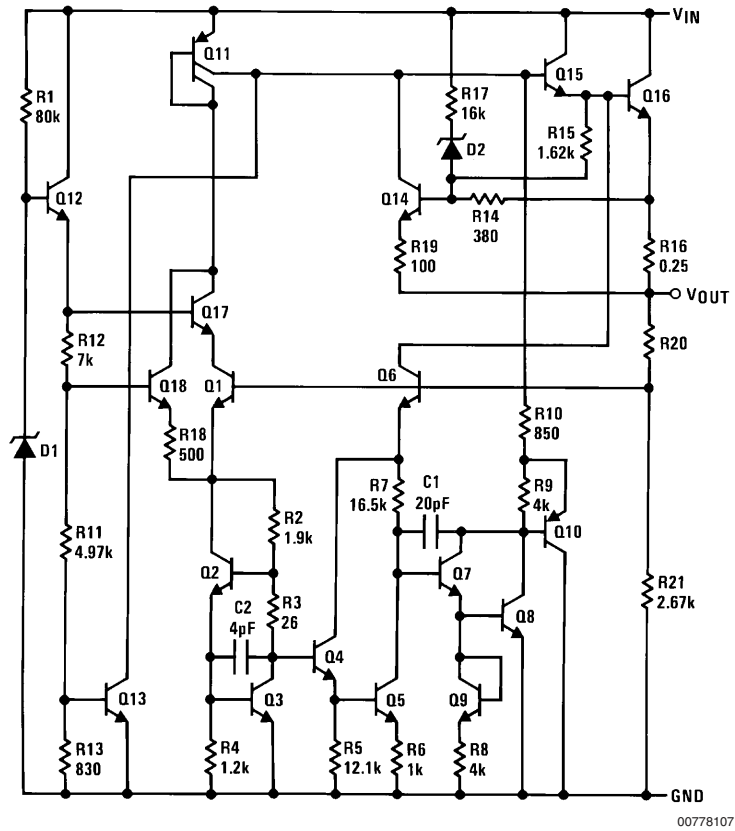 VIN
Q11
Q15
Q16
R1
80k
R17
16k
R15
1.62k
D2
Q12
Q14
R14
380
R19
100
R16
0.25
VOUT
Q17
R12
7k
R20
Q18
Q1
Q6
R18
500
R10
850
D1
R7
16.5k
C1
20pF
R9
4k
R2
1.9k
Q10
R11
4.97k
Q2
Q7
R3
26
R21
2.67k
C2
4pF
Q8
Q4
Q13
Q3
Q5
Q9
R13
830
R4
1.2k
R5
12.1k
R6
1k
R8
4k
GND
00778107